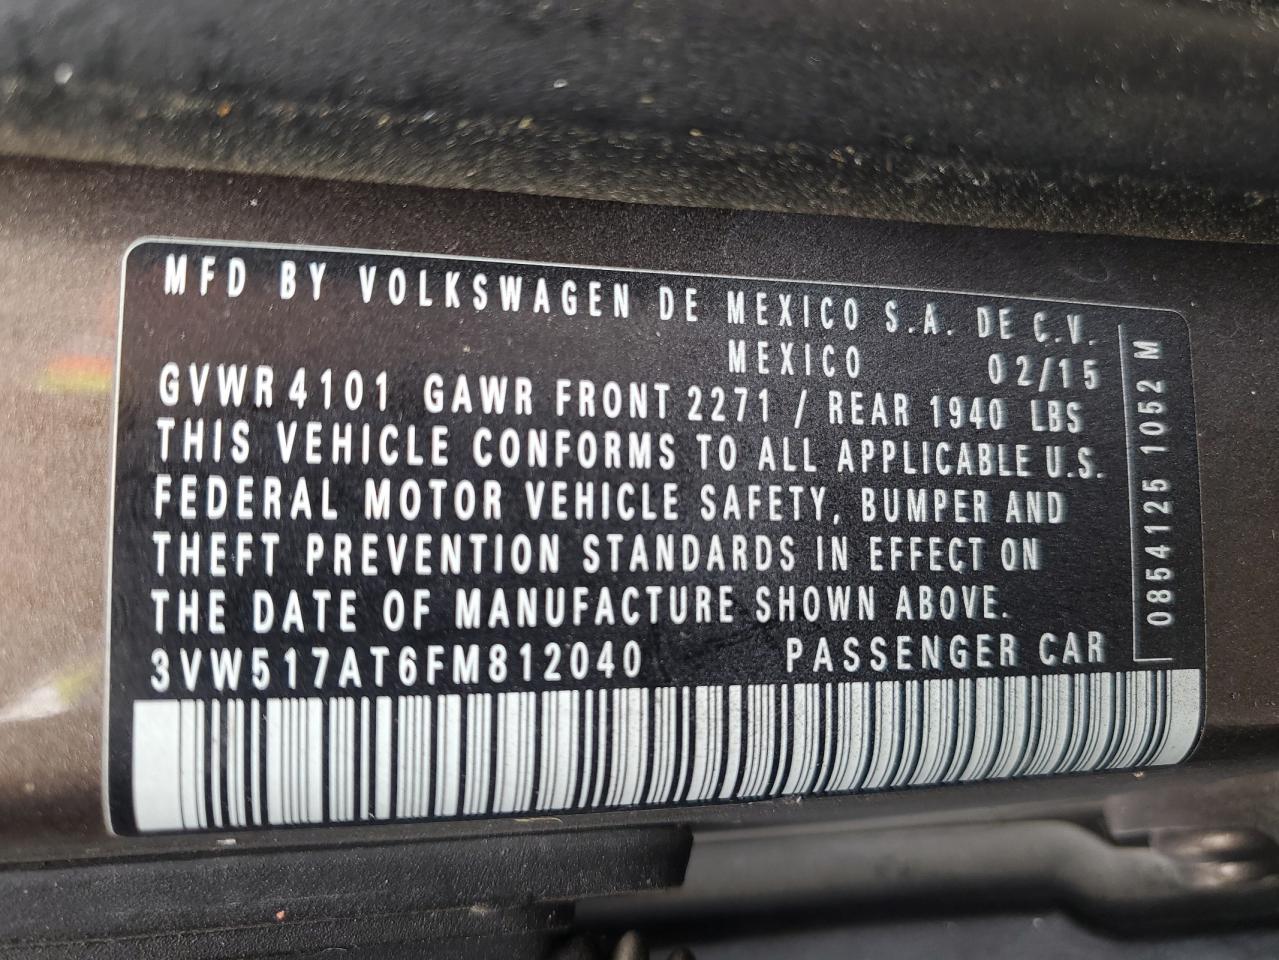 MFD BY VOLKSWAGEN DE MEXICO S.A. DE C.V.
MEXICO 02/15
GVWR 4101 GAWR FRONT 2271 / REAR 1940 LBS
THIS VEHICLE CONFORMS TO ALL APPLICABLE U.S.
FEDERAL MOTOR VEHICLE SAFETY, BUMPER AND
THEFT PREVENTION STANDARDS IN EFFECT ON
THE DATE OF MANUFACTURE SHOWN ABOVE.
3VW517AT6FM812040 PASSENGER CAR
0854125 1052 M